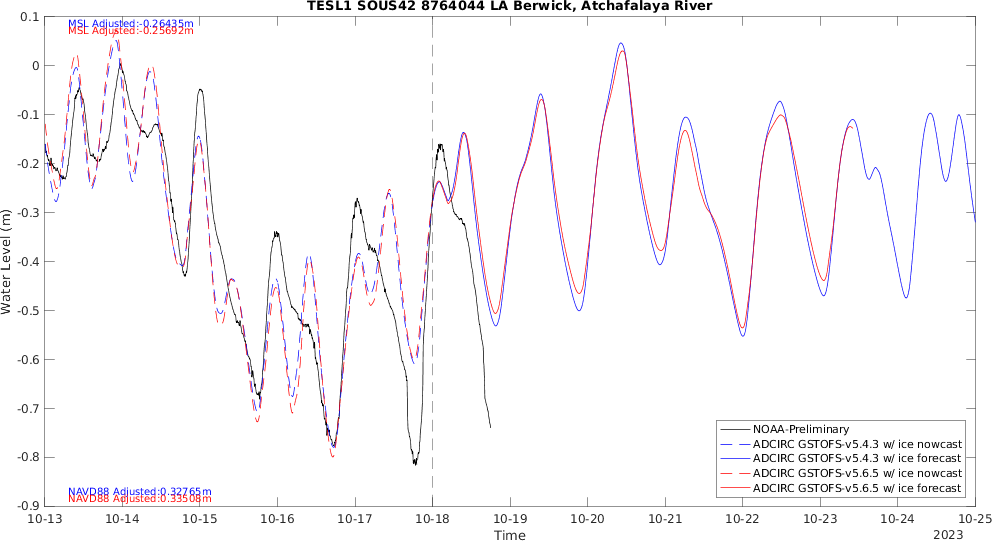 TESL1 SOUS42 8764044 LA Berwick, Atchafalaya River
MSL Adjusted:-0.26435m
MSL Adjusted:-0.25692m
0.1
0
-0.1
-0.2
-0.3
-0.4
-0.5
-0.6
-0.7
-0.8
-0.9
Water Level (m)
NOAA-Preliminary
ADCIRC GSTOFS-v5.4.3 w/ ice nowcast
ADCIRC GSTOFS-v5.4.3 w/ ice forecast
ADCIRC GSTOFS-v5.6.5 w/ ice nowcast
ADCIRC GSTOFS-v5.6.5 w/ ice forecast
NAVD88 Adjusted:0.32765m
NAVD88 Adjusted:0.33508m
10-13 10-14 10-15 10-16 10-17 10-18 10-19 10-20 10-21 10-22 10-23 10-24 10-25
Time
2023